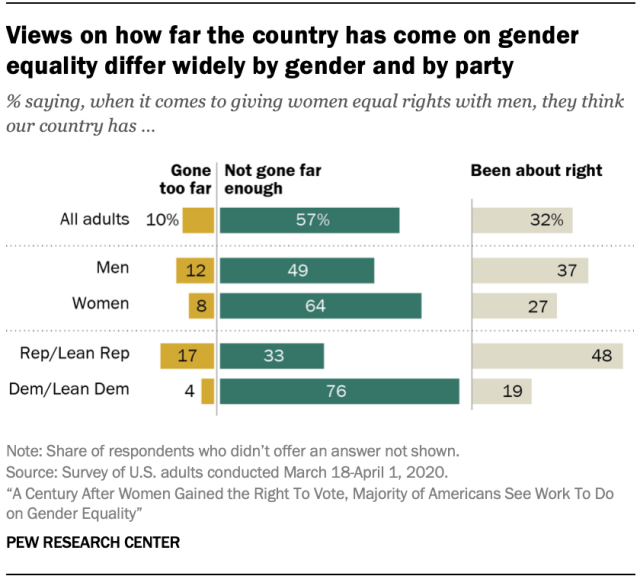 Views on how far the country has come on gender
equality differ widely by gender and by party
% saying, when it comes to giving women equal rights with men, they think
our country has ...
Gone too far
Not gone far enough
Been about right
All adults 10% 57% 32%
Men 12 49 37
Women 8 64 27
Rep/Lean Rep 17 33 48
Dem/Lean Dem 4 76 19
Note: Share of respondents who didn't offer an answer not shown.
Source: Survey of U.S. adults conducted March 18-April 1, 2020.
“A Century After Women Gained the Right To Vote, Majority of Americans See Work To Do
on Gender Equality”
PEW RESEARCH CENTER